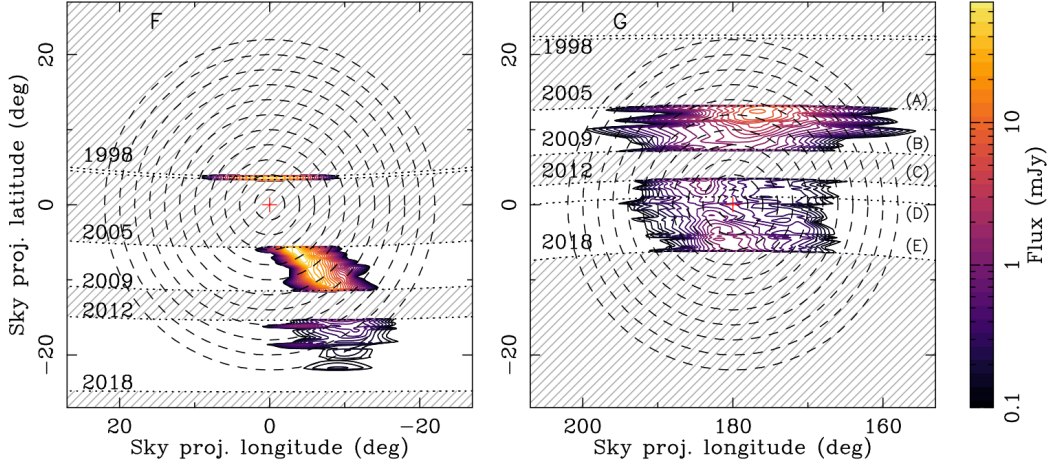 F
G
1998
2005
2009
2012
2018
1998
2005
2009
2012
2018
(A)
(B)
(C)
(D)
(E)
20
0
−20
20
0
−20
Sky proj. latitude (deg)
20
0
−20
200
180
160
Sky proj. longitude (deg)
Sky proj. longitude (deg)
10
1
0.1
Flux (mJy)